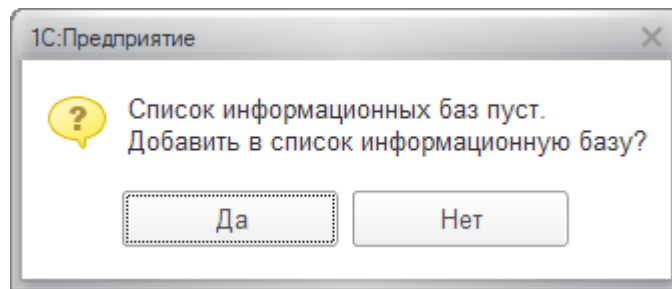 1С:Предприятие
Список информационных баз пуст.
Добавить в список информационную базу?
Да
Нет